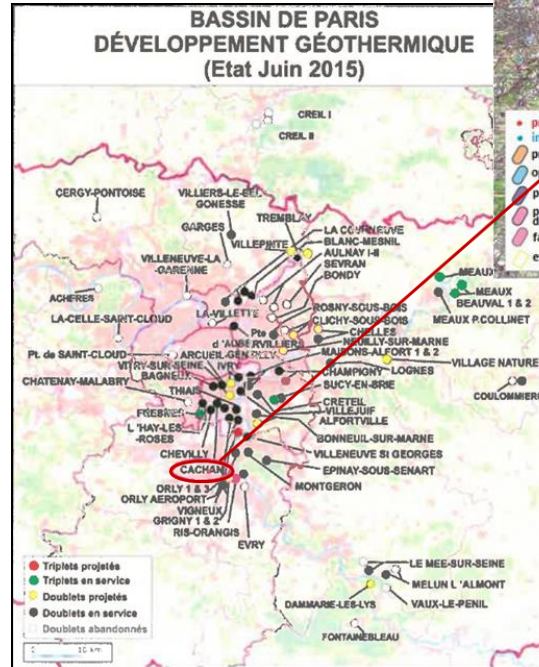 BASSIN DE PARIS
DÉVELOPPEMENT GÉOTHERMIQUE
(Etat Juin 2015)
CREIL I
CREIL II
CERGY-PONTOISE
VILLIERS-LE-BEL
GONESSE
TREMBLAY
GARGES
VILLEPINTE
LA COURNEUVE
BLANC-MESNIL
AULNAY I-II
SEVRAN
BONDY
VILLENEUVE-LA
-GARENNE
MEAUX
MEAUX
BEAUVAL 1 & 2
MEAUX P.COLLINET
ACHERES
LA-VILLETTE
ROSNY-SOUS-BOIS
CLICHY-SOUS-BOIS
CHELLES
LA-CELLE-SAINT-CLOUD
Pte
NEUILLY-SUR-MARNE
MAISONS-ALFORT 1 & 2
Pt. de SAINT-CLOUD
VITRY-SUR-SEINE
IVRY
VILLAGE NATURE
CHAMPIGNY
LOGNES
BAGNEUX
CHATENAY-MALABRY
THIAIS
SUCY-EN-BRIE
COULOMMIERS
FRESNES
CRETEIL
VILLEJUIF
ALFORTVILLE
L 'HAY-LES
-ROSES
BONNEUIL-SUR-MARNE
CHEVILLY
VILLENEUVE St GEORGES
CACHAN
EPINAY-SOUS-SENART
ORLY 1 & 3
ORLY AEROPORT
MONTGERON
VIGNEUX
GRIGNY 1 & 2
RIS-ORANGIS
EVRY
LE MEE-SUR-SEINE
MELUN L 'ALMONT
DAMMARIE-LES-LYS
VAUX-LE-PENIL
FONTAINEBLEAU
Triplets projetés
Triplets en service
Doublets projetés
Doublets en service
Doublets abandonnés
0 10 km